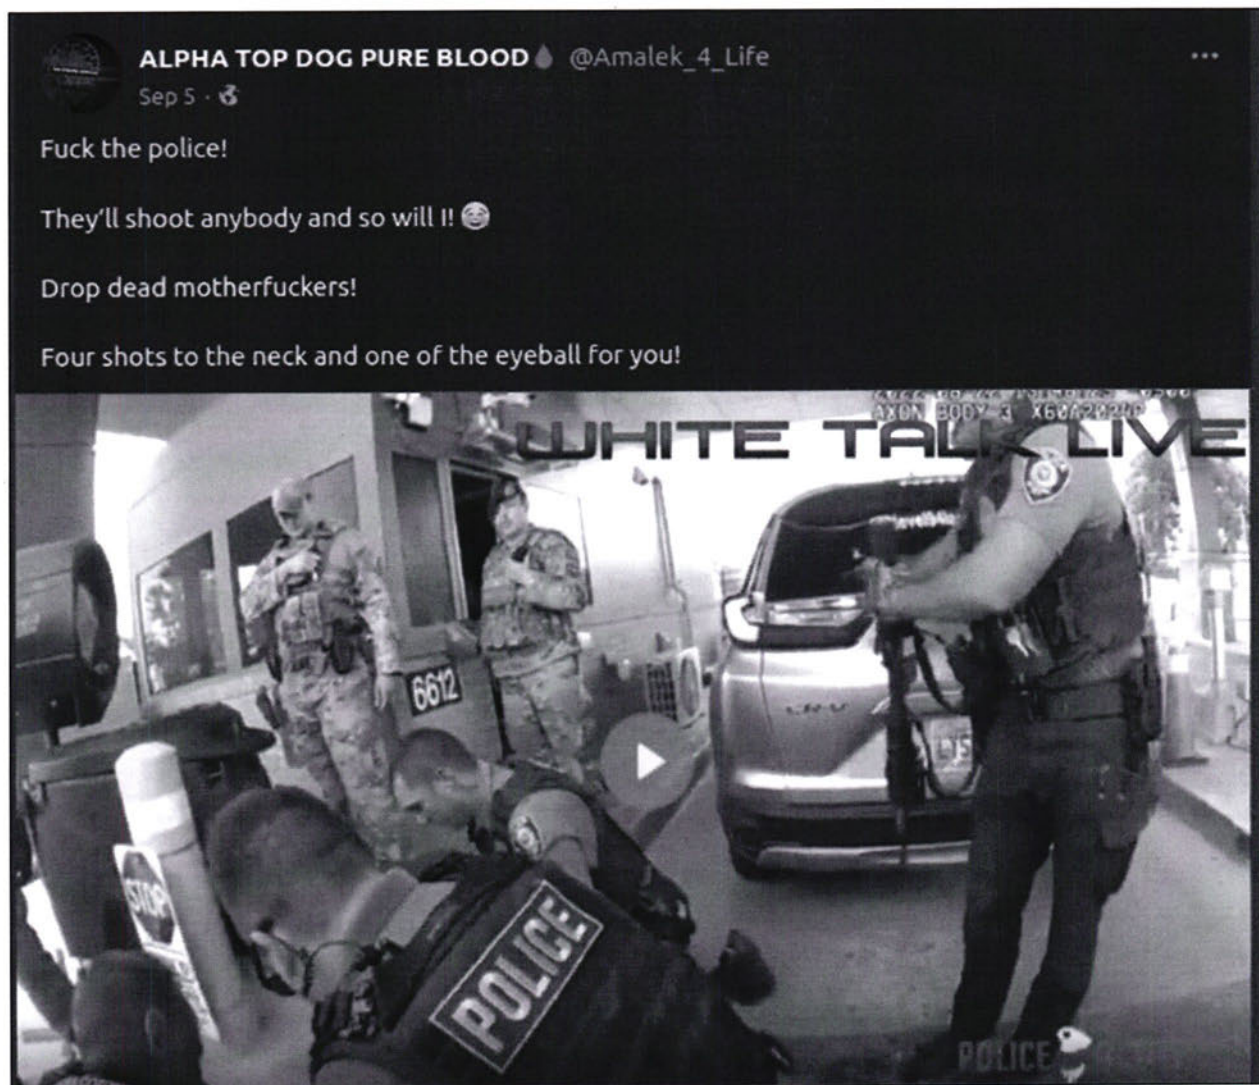 ALPHA TOP DOG PURE BLOOD🩸 @Amalek_4_Life
Sep 5 ·
Fuck the police!
They'll shoot anybody and so will I! 😊
Drop dead motherfuckers!
Four shots to the neck and one of the eyeball for you!
AXON BODY 3
WHITE TALK LIVE
6612
STOP
POLICE
POLICE